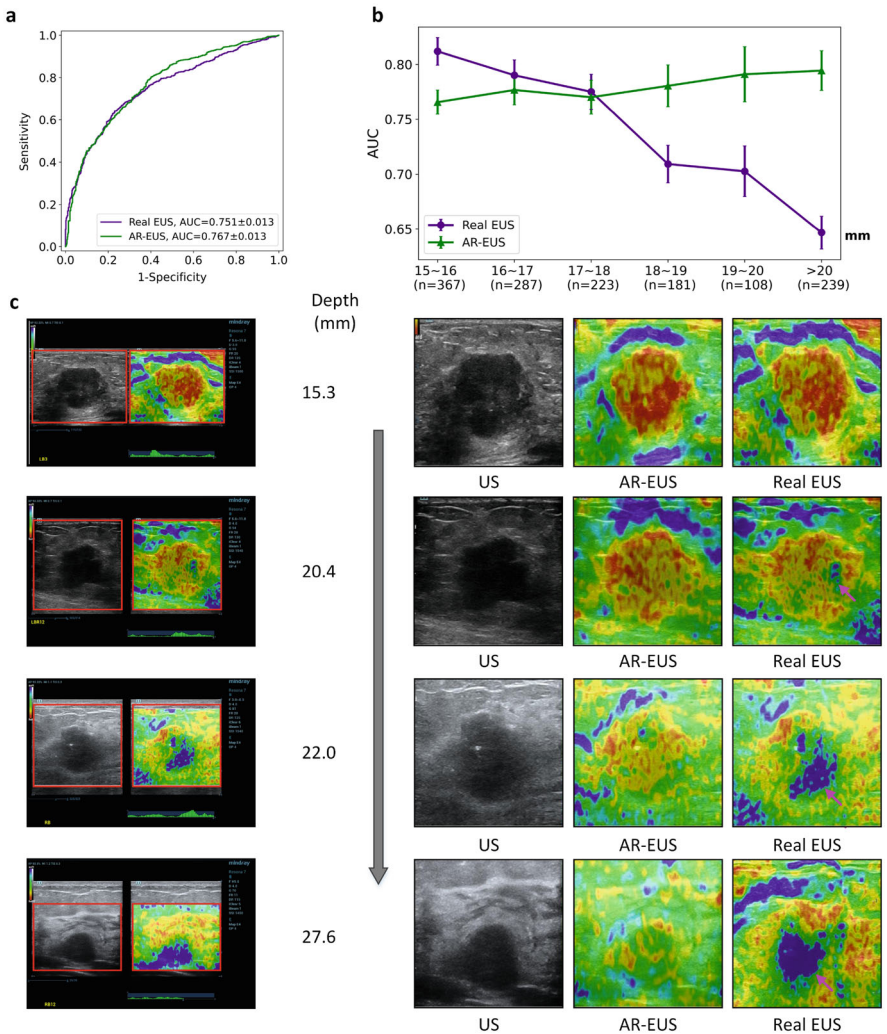 a
Sensitivity
1.0
0.8
0.6
0.4
0.2
0.0
Real EUS, AUC=0.751±0.013
AR-EUS, AUC=0.767±0.013
0.0 0.2 0.4 0.6 0.8 1.0
1-Specificity
b
AUC
0.80
0.75
0.70
0.65
Real EUS
AR-EUS
mm
15~16 16~17 17~18 18~19 19~20 >20
(n=367) (n=287) (n=223) (n=181) (n=108) (n=239)
c
Depth
(mm)
mindray
LB3
15.3
US AR-EUS Real EUS
mindray
LBR12
20.4
US AR-EUS Real EUS
mindray
RB
22.0
US AR-EUS Real EUS
mindray
RB12
27.6
US AR-EUS Real EUS